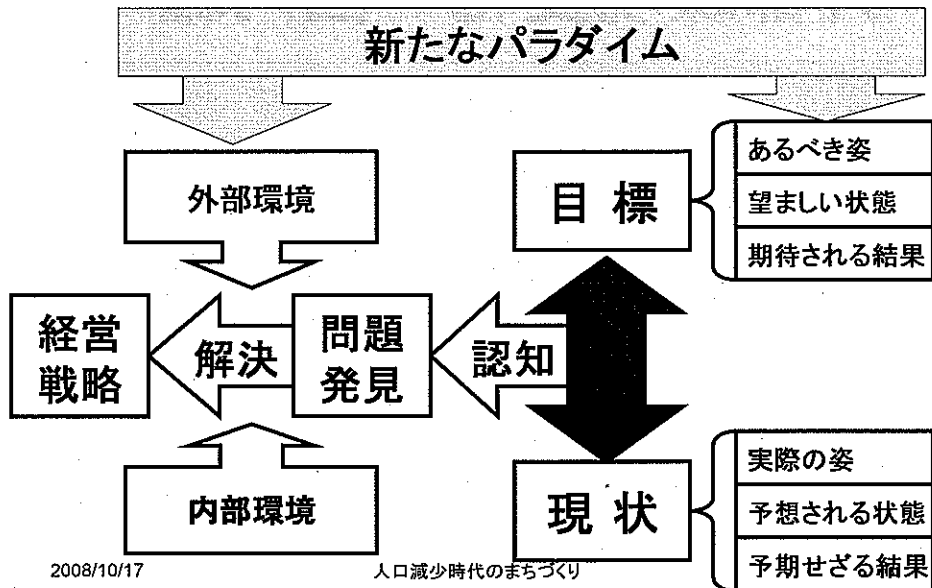 新たなパラダイム
外部環境
目標
あるべき姿
望ましい状態
期待される結果
経営
戦略
解決
問題
発見
認知
内部環境
現状
実際の姿
予想される状態
予期せざる結果
2008/10/17
人口減少時代のまちづくり